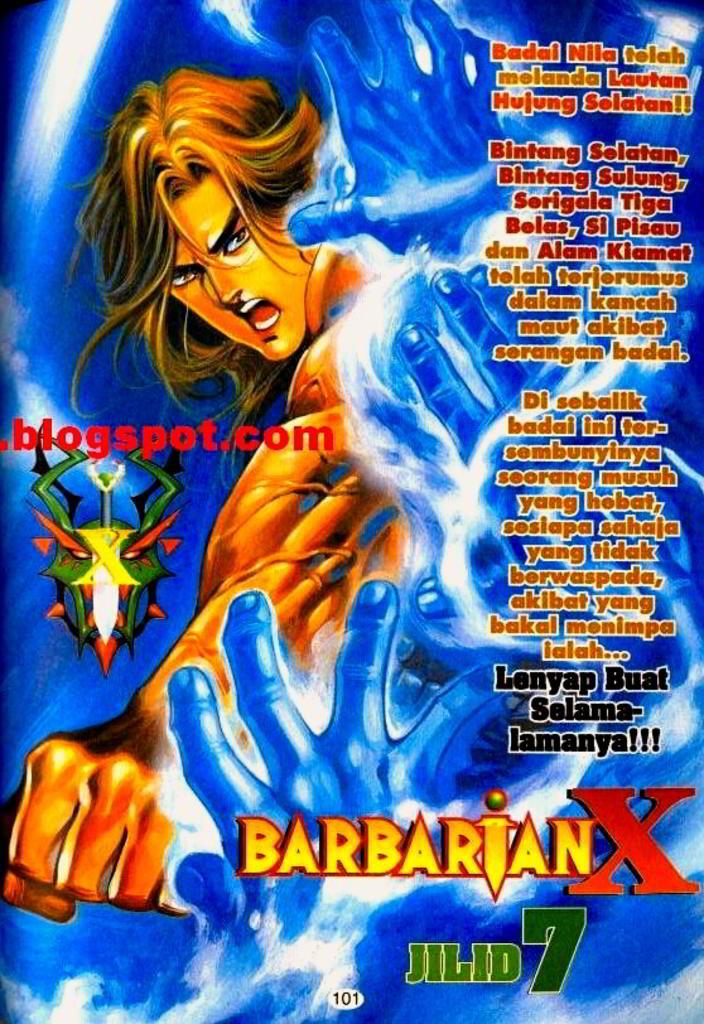 Badai Nila telah
melanda Lautan
Hujung Selatan!!
Bintang Selatan,
Bintang Sulung,
Serigala Tiga
Belas, Si Pisau
dan Alam Kiamat
telah terjerumus
dalam kancah
maut akibat
serangan badai.
Di sebalik
badai ini ter-
sembunyinya
seorang musuh
yang hebat,
sesiapa sahaja
yang tidak
berwaspada,
akibat yang
bakal menimpa
ialah...
Lenyap Buat
Selama-
lamanya!!!
.blogspot.com
X
BARBARIAN X
JILID 7
101